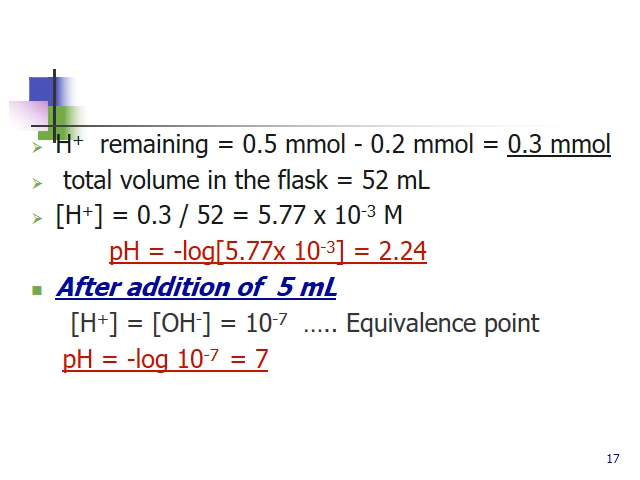 H⁺ remaining = 0.5 mmol - 0.2 mmol = 0.3 mmol
total volume in the flask = 52 mL
[H⁺] = 0.3 / 52 = 5.77 x 10⁻³ M
pH = -log[5.77x 10⁻³] = 2.24
After addition of 5 mL
[H⁺] = [OH⁻] = 10⁻⁷ ….. Equivalence point
pH = -log 10⁻⁷ = 7
17